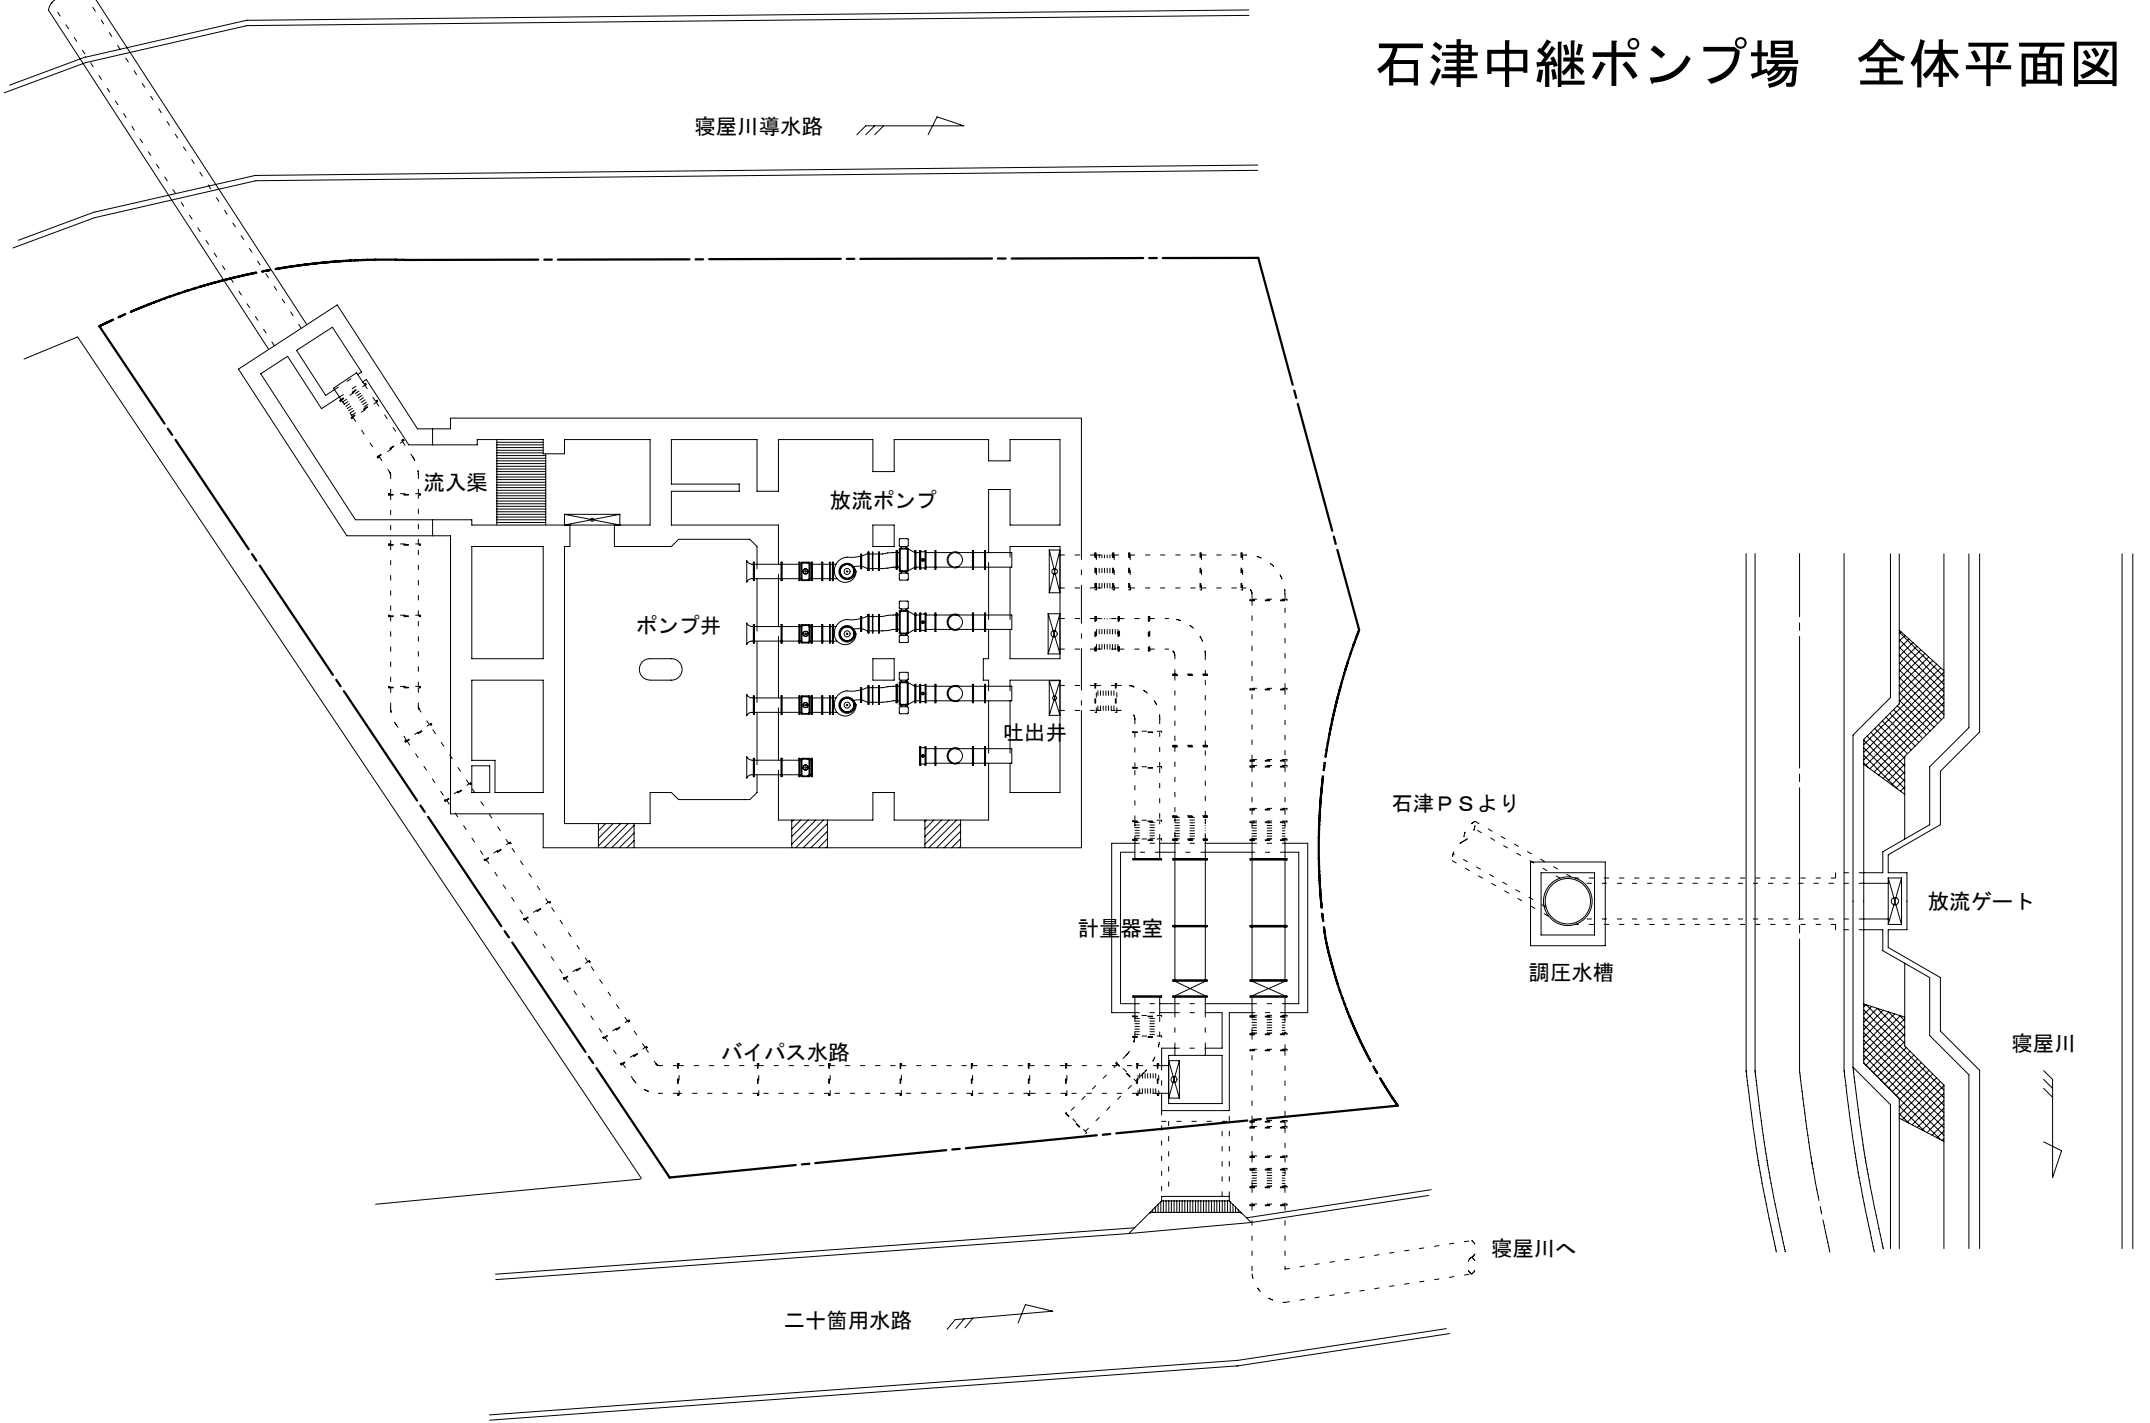 石津中継ポンプ場　全体平面図
寝屋川導水路
流入渠
放流ポンプ
ポンプ井
吐出井
石津ＰＳより
放流ゲート
計量器室
調圧水槽
寝屋川
バイパス水路
寝屋川へ
二十箇用水路